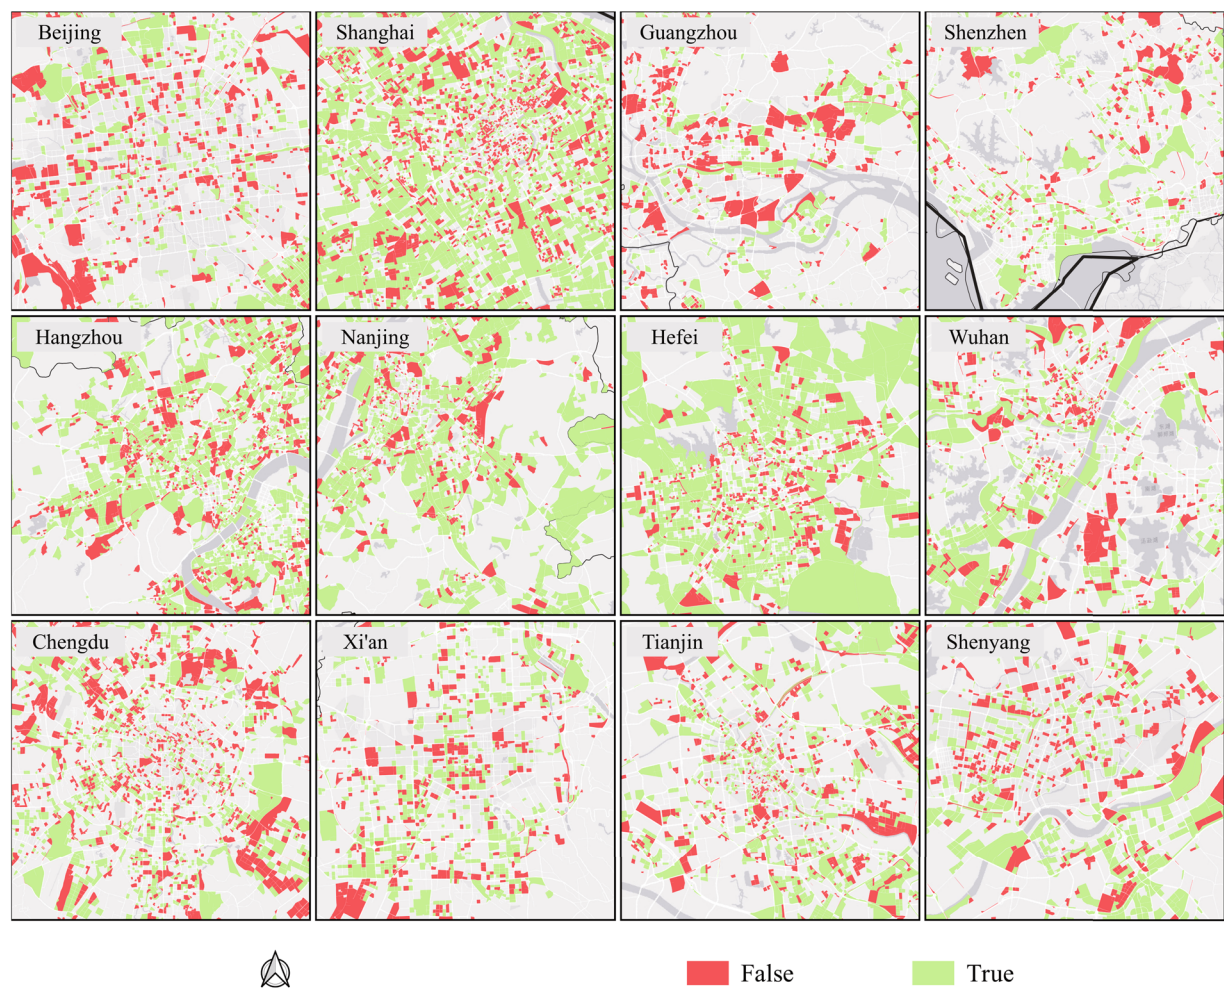 Beijing
Shanghai
Guangzhou
Shenzhen
Hangzhou
Nanjing
Hefei
Wuhan
Chengdu
Xi'an
Tianjin
Shenyang
False
True